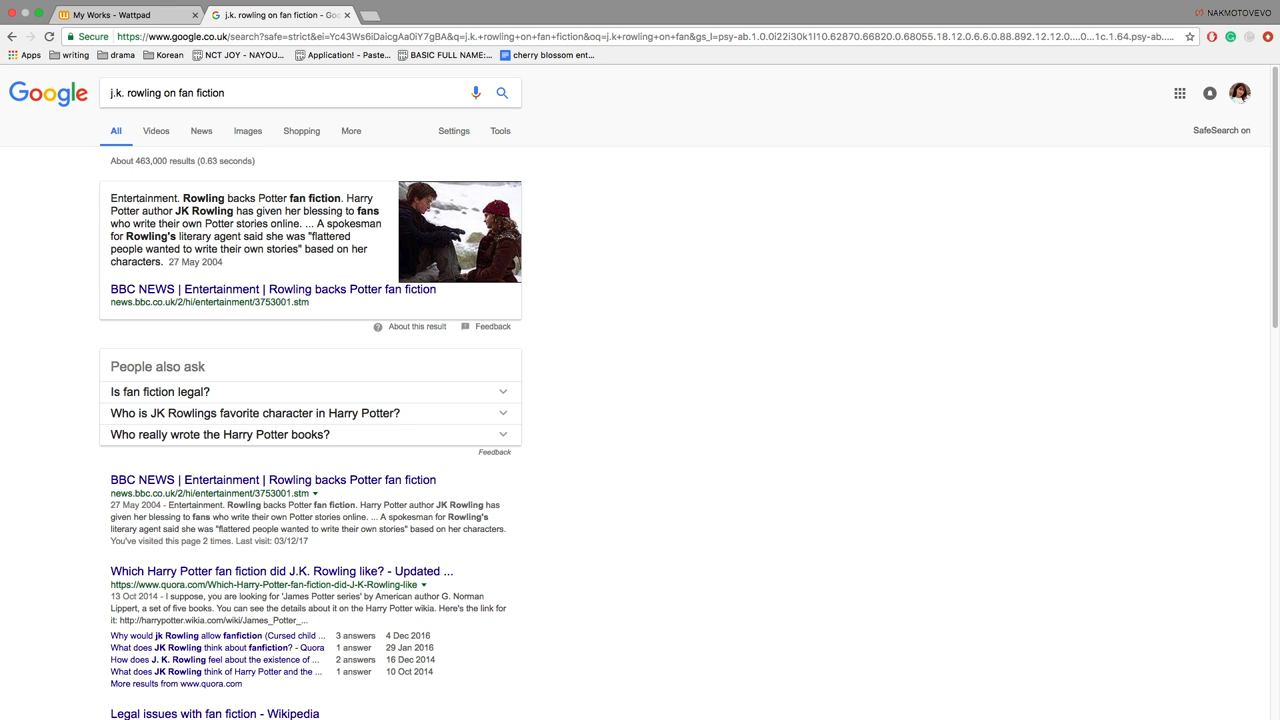 My Works - Wattpad
j.k. rowling on fan fiction - Goo
NAKMOTOVEVO
Secure
https://www.google.co.uk/search?safe=strict&ei=Yc43Ws6iDaicgAa0iY7gBA&q=j.k.+rowling+on+fan+fiction&oq=j.k+rowling+on+fan&gs_l=psy-ab.1.0.0i22i30k1l10.62870.66820.0.68055.18.12.0.6.6.0.88.892.12.12.0....0...1c.1.64.psy-ab....
Apps
writing
drama
Korean
NCT JOY - NAYOU...
Application! - Paste...
BASIC FULL NAME:...
cherry blossom ent...
Google
j.k. rowling on fan fiction
All
Videos
News
Images
Shopping
More
Settings
Tools
SafeSearch on
About 463,000 results (0.63 seconds)
Entertainment. Rowling backs Potter fan fiction. Harry
Potter author JK Rowling has given her blessing to fans
who write their own Potter stories online. ... A spokesman
for Rowling's literary agent said she was "flattered
people wanted to write their own stories" based on her
characters. 27 May 2004
BBC NEWS | Entertainment | Rowling backs Potter fan fiction
news.bbc.co.uk/2/hi/entertainment/3753001.stm
About this result
Feedback
People also ask
Is fan fiction legal?
Who is JK Rowlings favorite character in Harry Potter?
Who really wrote the Harry Potter books?
Feedback
BBC NEWS | Entertainment | Rowling backs Potter fan fiction
news.bbc.co.uk/2/hi/entertainment/3753001.stm
27 May 2004 - Entertainment. Rowling backs Potter fan fiction. Harry Potter author JK Rowling has
given her blessing to fans who write their own Potter stories online. ... A spokesman for Rowling's
literary agent said she was "flattered people wanted to write their own stories" based on her characters.
You've visited this page 2 times. Last visit: 03/12/17
Which Harry Potter fan fiction did J.K. Rowling like? - Updated ...
https://www.quora.com/Which-Harry-Potter-fan-fiction-did-J-K-Rowling-like
13 Oct 2014 - I suppose, you are looking for 'James Potter series' by American author G. Norman
Lippert, a set of five books. You can see the details about it on the Harry Potter wikia. Here's the link for
it: http://harrypotter.wikia.com/wiki/James_Potter_...
Why would jk Rowling allow fanfiction (Cursed child ... 3 answers 4 Dec 2016
What does JK Rowling think about fanfiction? - Quora 1 answer 29 Jan 2016
How does J. K. Rowling feel about the existence of ... 2 answers 16 Dec 2014
What does JK Rowling think of Harry Potter and the ... 1 answer 10 Oct 2014
More results from www.quora.com
Legal issues with fan fiction - Wikipedia